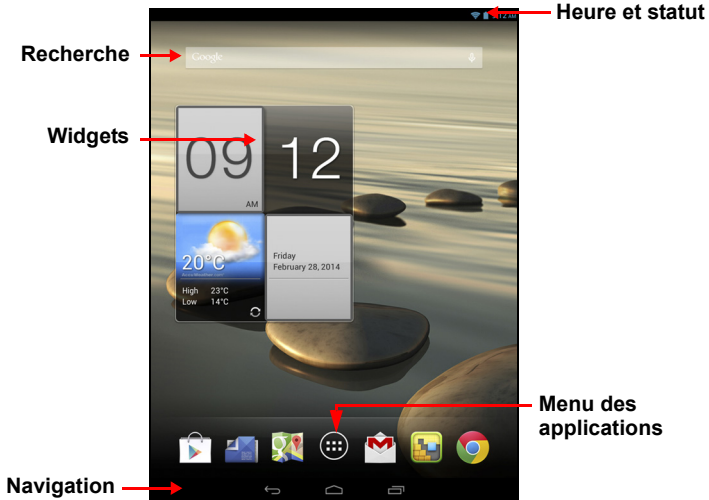 Heure et statut
Recherche
Google
Widgets
09
12
AM
20°C
High 23°C
Low 14°C
Friday
February 28, 2014
Menu des
applications
Navigation